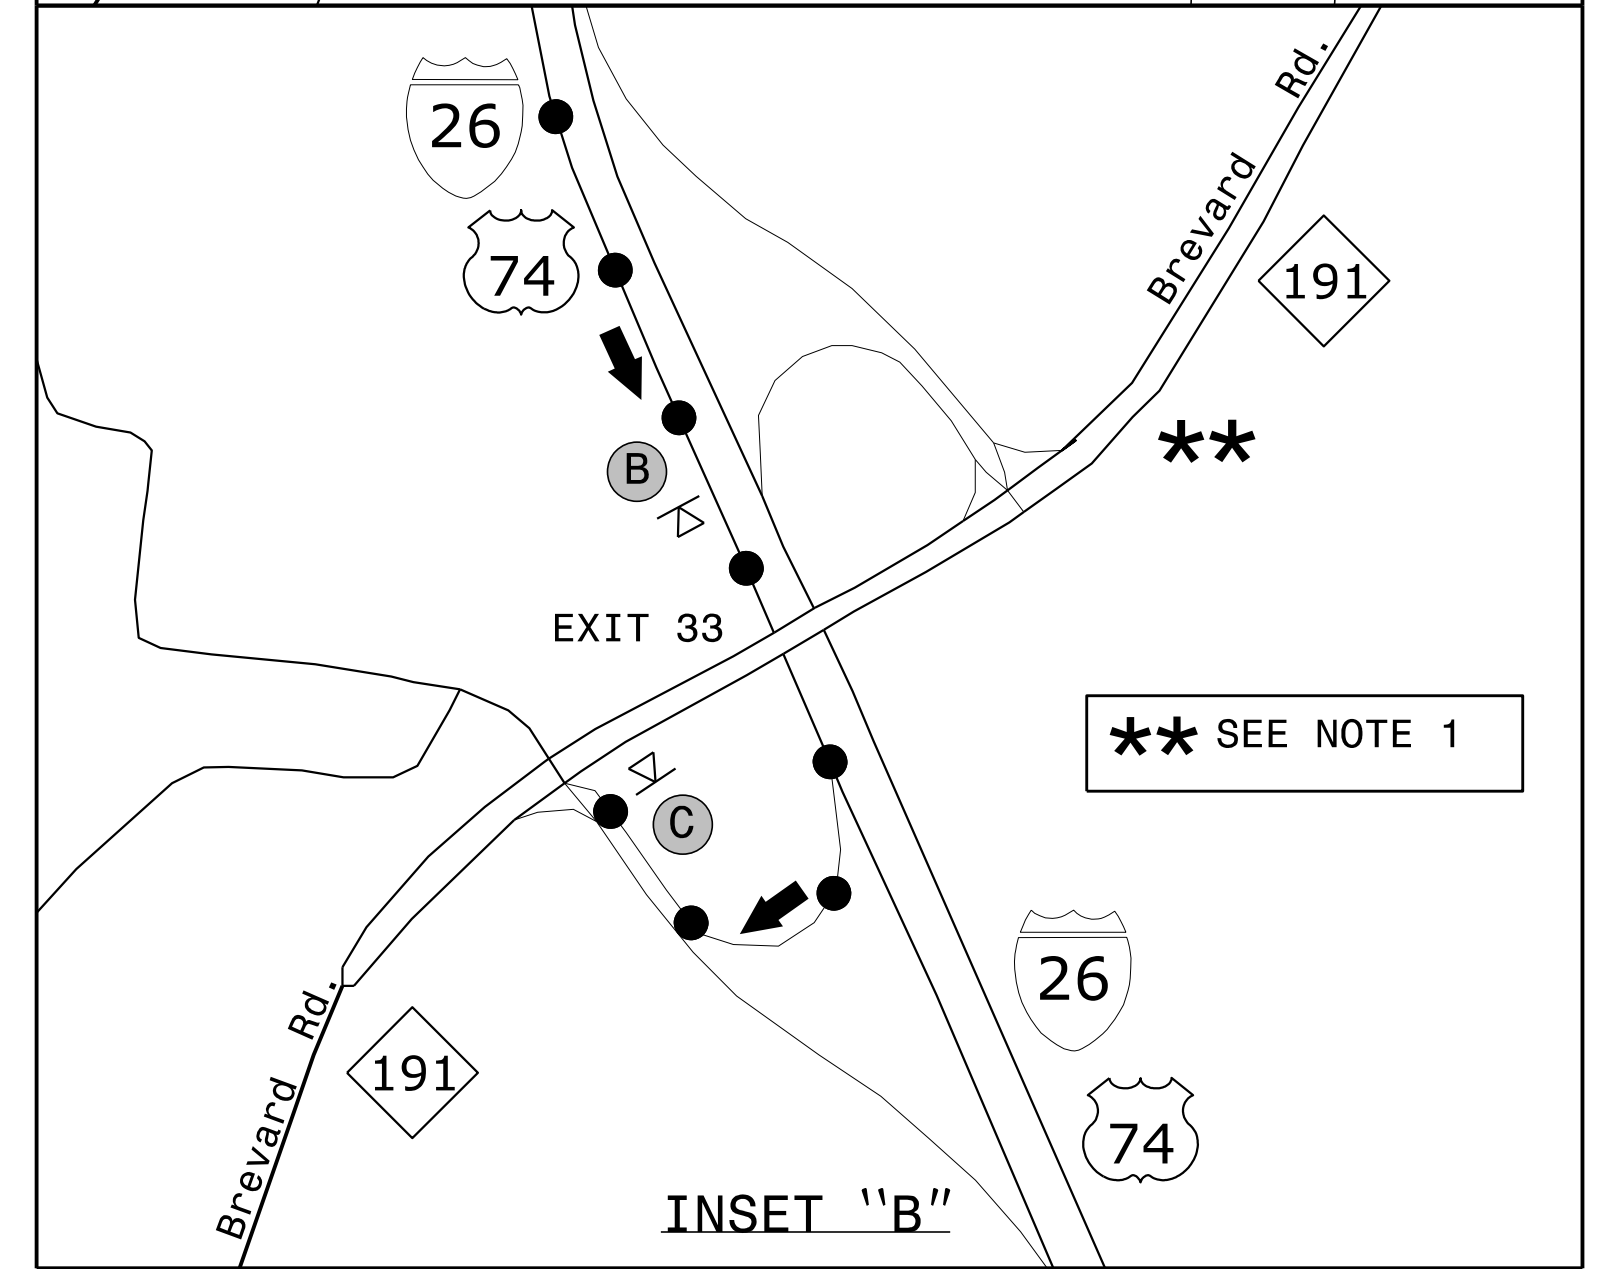 26
Rd.
Brevard
74
191
**
B
EXIT 33
** SEE NOTE 1
C
26
Rd.
191
74
Brevard
INSET "B"